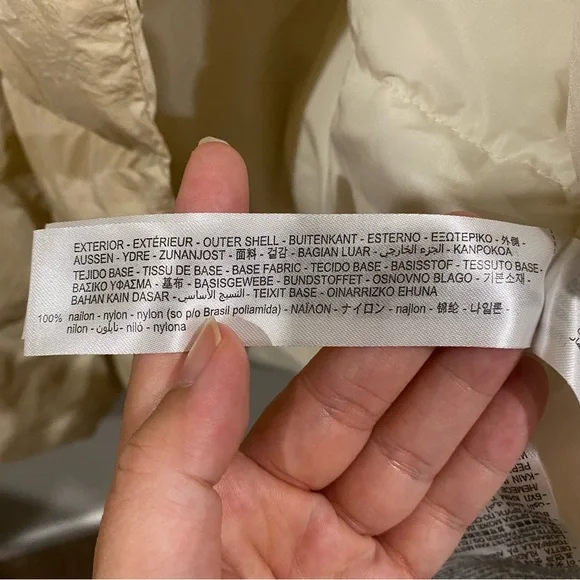 EXTERIOR - EXTÉRIEUR - OUTER SHELL - BUITENKANT - ESTERNO - ΕΞΩΤΕΡΙΚΟ - 外側 -
AUSSEN - YDRE - ZUNANJOST - 面料 - 겉감 - BAGIAN LUAR - الجزء الخارجي - KANPOKOA
TEJIDO BASE - TISSU DE BASE - BASE FABRIC - TECIDO BASE - BASISSTOF - TESSUTO BASE -
ΒΑΣΙΚΟ ΥΦΑΣΜΑ - 基布 - BASISGEWEBE - BUNDSTOFFET - OSNOVNO BLAGO - 기본소재 -
BAHAN KAIN DASAR - النسيج الأساسي - TEIXIT BASE - OINARRIZKO EHUNA
100% nailon - nylon - nylon (so p/o Brasil poliamida) - ΝΑΪΛΟΝ - ナイロン - najlon - 锦纶 - 나일론 -
nilon - نايلون - niló - nylona